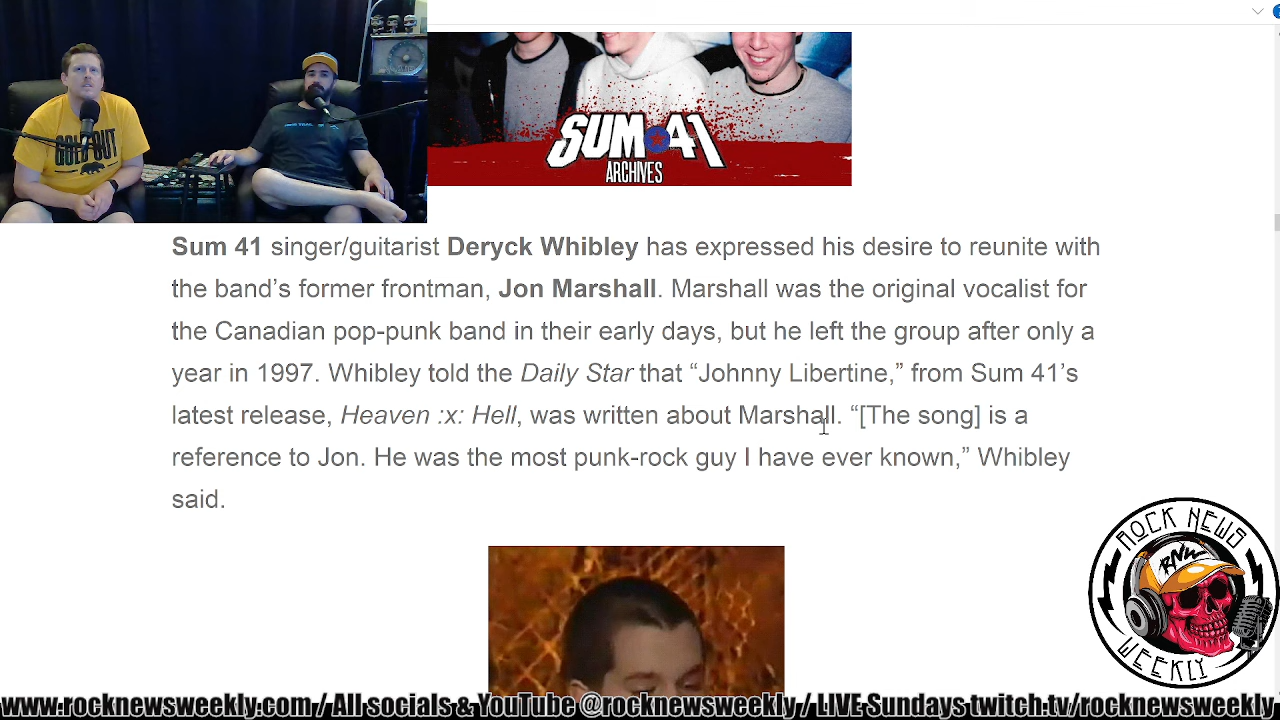 GOLD OUT
SUM 41
ARCHIVES
Sum 41 singer/guitarist Deryck Whibley has expressed his desire to reunite with
the band’s former frontman, Jon Marshall. Marshall was the original vocalist for
the Canadian pop-punk band in their early days, but he left the group after only a
year in 1997. Whibley told the Daily Star that “Johnny Libertine,” from Sum 41’s
latest release, Heaven :x: Hell, was written about Marshall. “[The song] is a
reference to Jon. He was the most punk-rock guy I have ever known,” Whibley
said.
ROCK NEWS
RNW
WEEKLY
www.rocknewsweekly.com / All socials & YouTube @rocknewsweekly / LIVE Sundays twitch.tv/rocknewsweekly